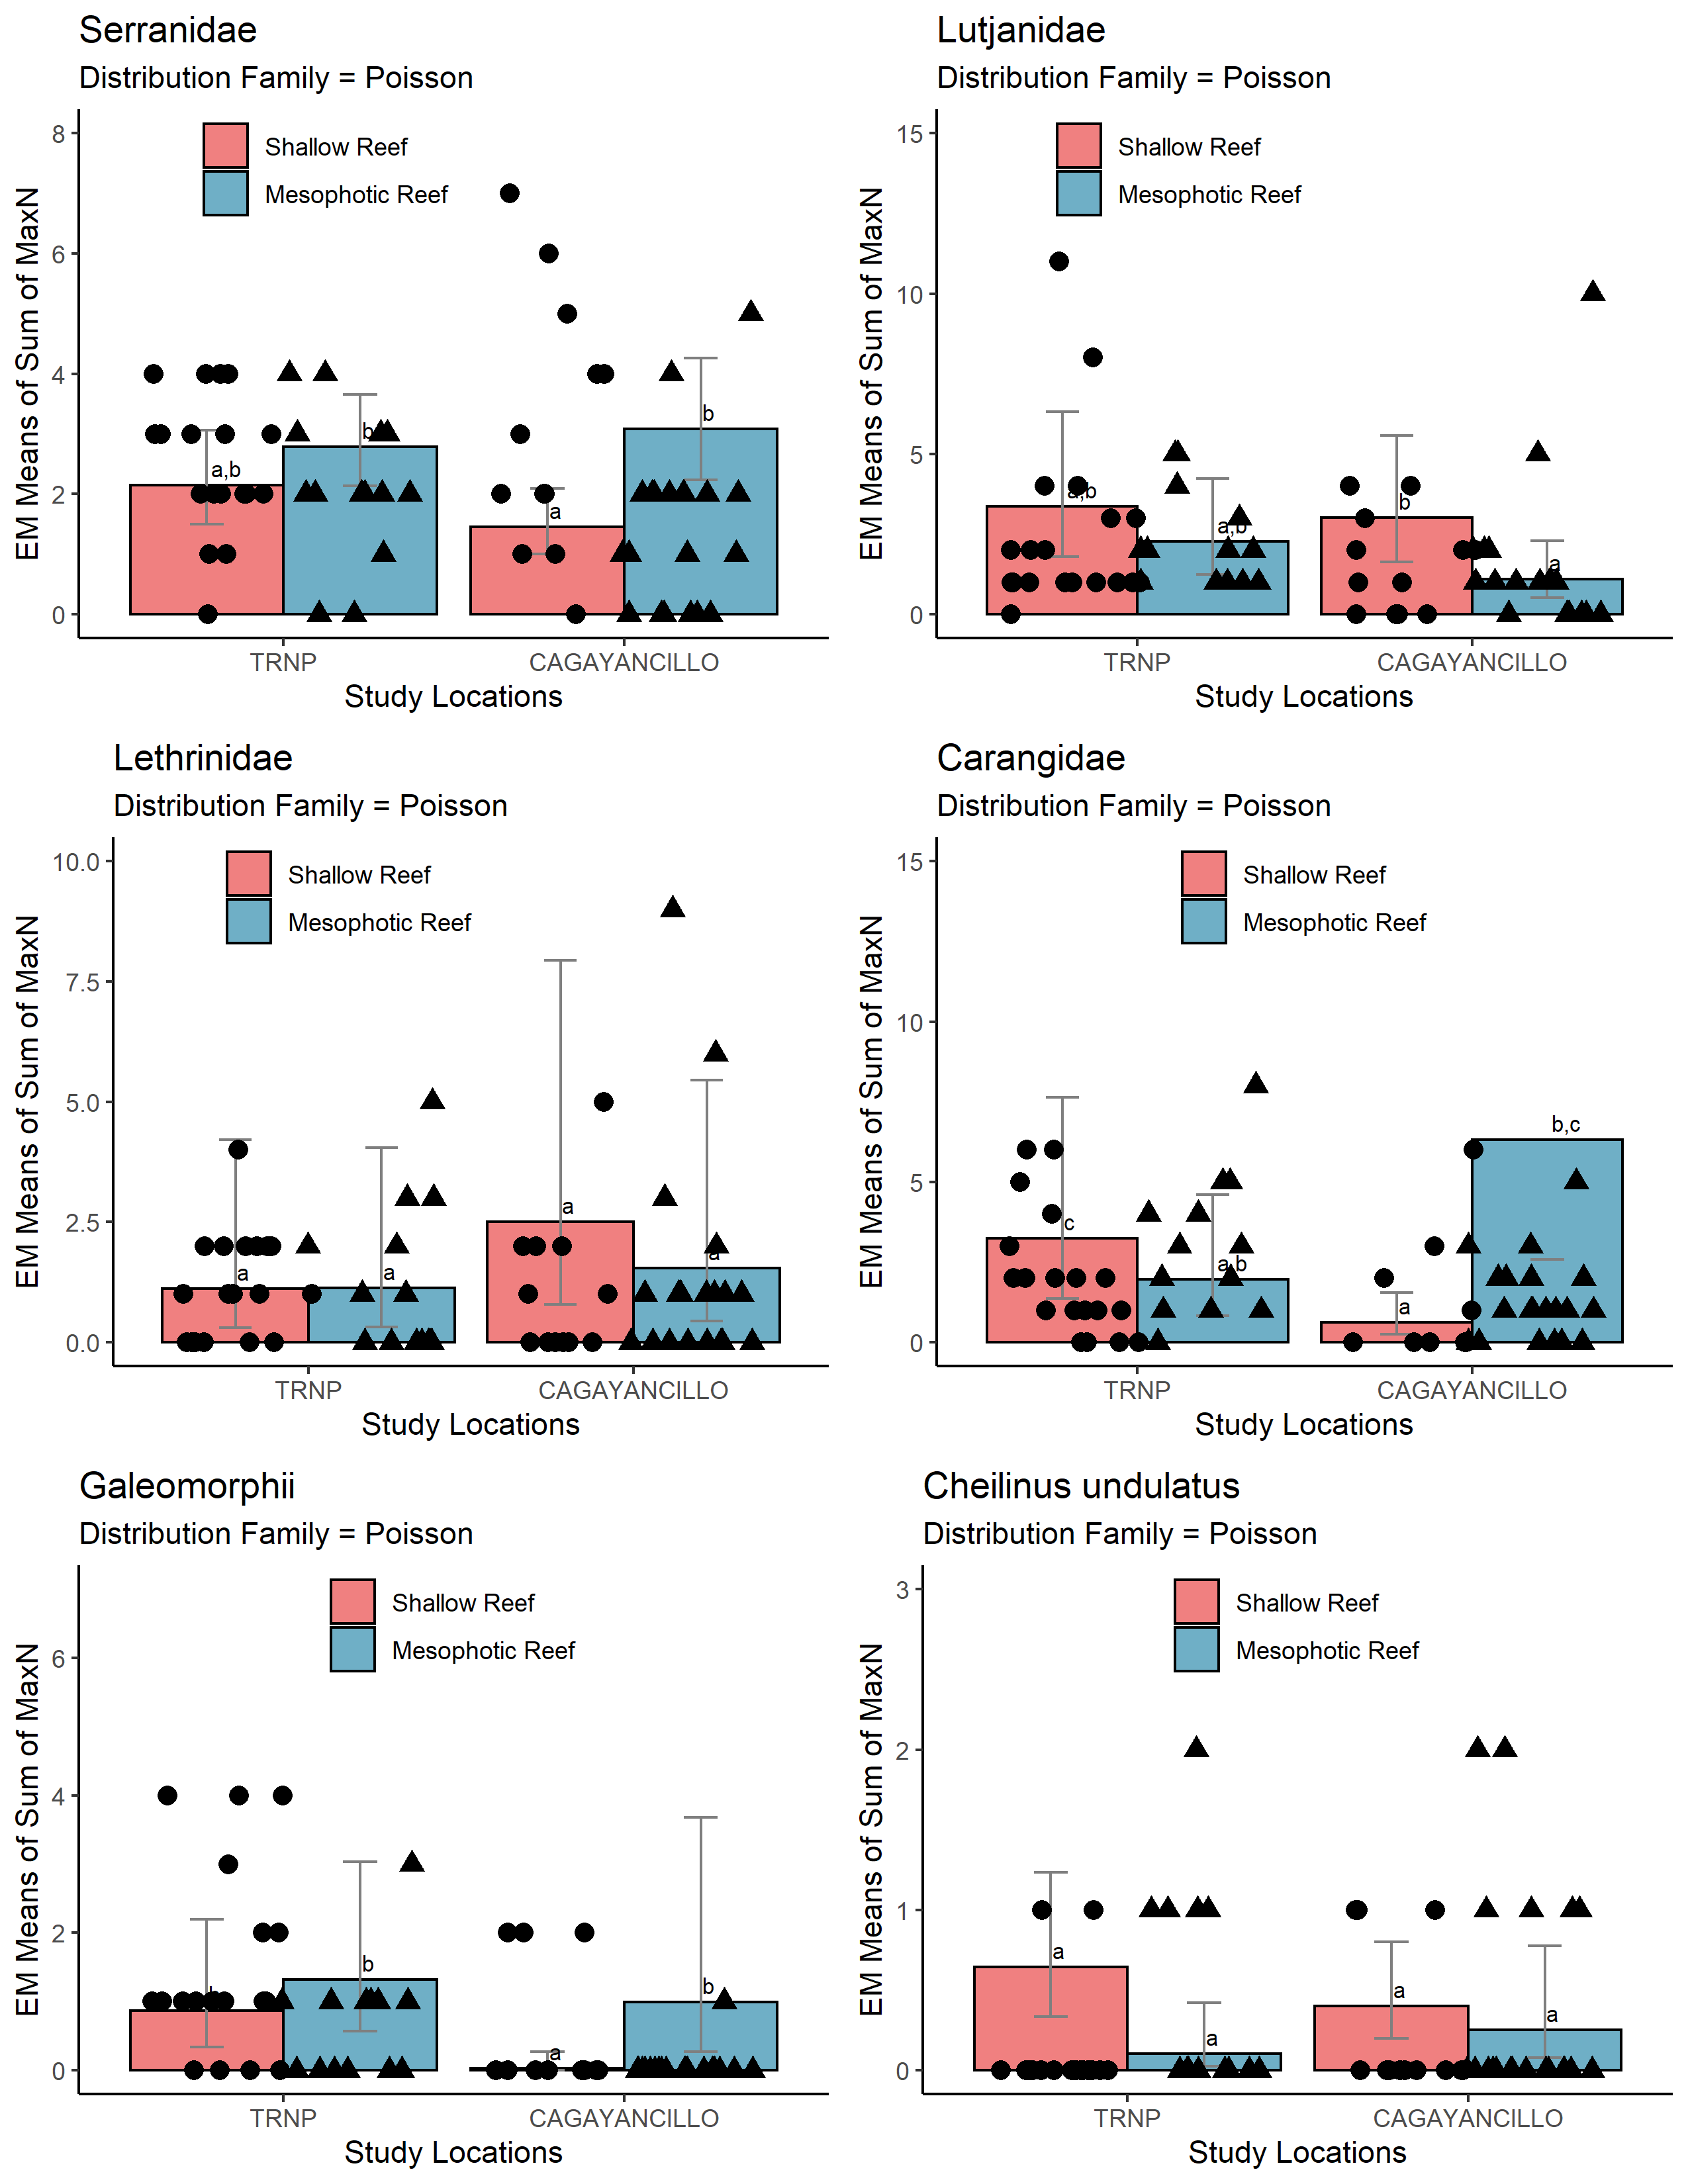 Serranidae
Distribution Family = Poisson
EM Means of Sum of MaxN
8
6
4
2
0
Shallow Reef
Mesophotic Reef
a,b
b
a
b
TRNP
CAGAYANCILLO
Study Locations
Lutjanidae
Distribution Family = Poisson
EM Means of Sum of MaxN
15
10
5
0
Shallow Reef
Mesophotic Reef
a,b
a,b
b
a
TRNP
CAGAYANCILLO
Study Locations
Lethrinidae
Distribution Family = Poisson
EM Means of Sum of MaxN
10.0
7.5
5.0
2.5
0.0
Shallow Reef
Mesophotic Reef
a
a
a
a
TRNP
CAGAYANCILLO
Study Locations
Carangidae
Distribution Family = Poisson
EM Means of Sum of MaxN
15
10
5
0
Shallow Reef
Mesophotic Reef
c
a,b
a
b,c
TRNP
CAGAYANCILLO
Study Locations
Galeomorphii
Distribution Family = Poisson
EM Means of Sum of MaxN
6
4
2
0
Shallow Reef
Mesophotic Reef
b
a
b
TRNP
CAGAYANCILLO
Study Locations
Cheilinus undulatus
Distribution Family = Poisson
EM Means of Sum of MaxN
3
2
1
0
Shallow Reef
Mesophotic Reef
a
a
a
a
TRNP
CAGAYANCILLO
Study Locations